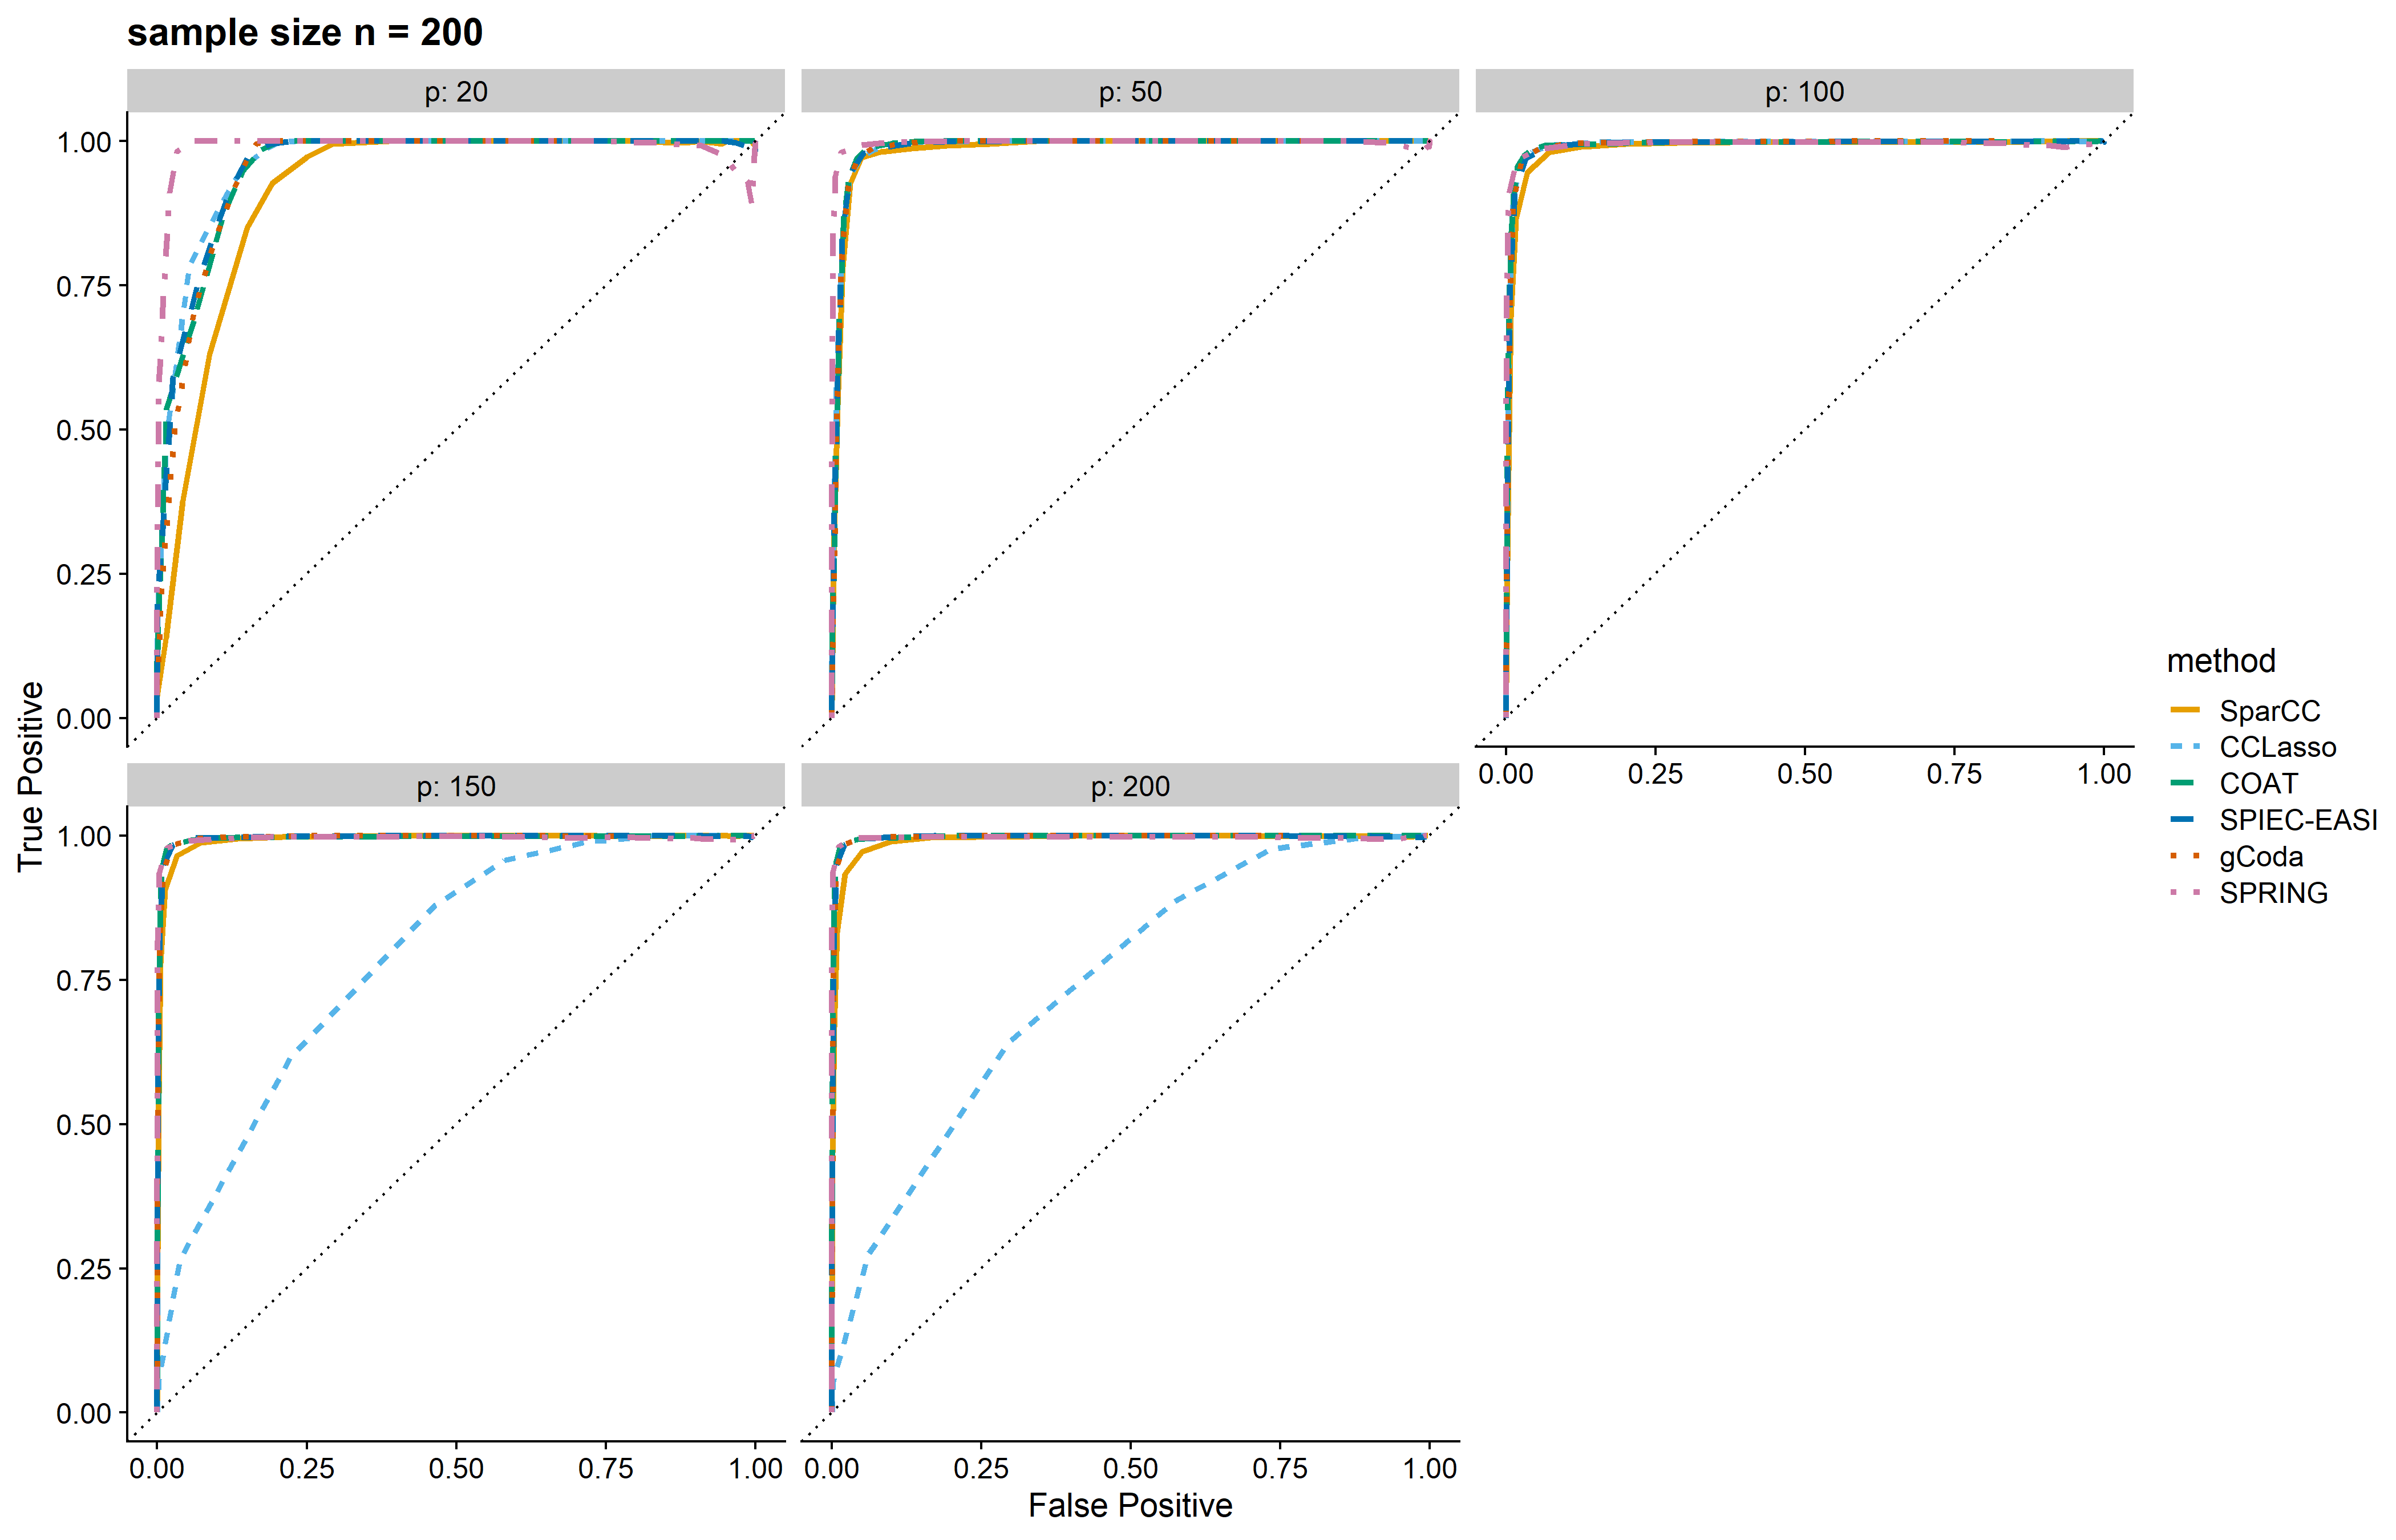 sample size n = 200
p: 20
p: 50
p: 100
1.00
0.75
0.50
0.25
0.00
0.00 0.25 0.50 0.75 1.00
True Positive
p: 150
p: 200
1.00
0.75
0.50
0.25
0.00
0.00 0.25 0.50 0.75 1.00
0.00 0.25 0.50 0.75 1.00
False Positive
method
SparCC
CCLasso
COAT
SPIEC-EASI
gCoda
SPRING